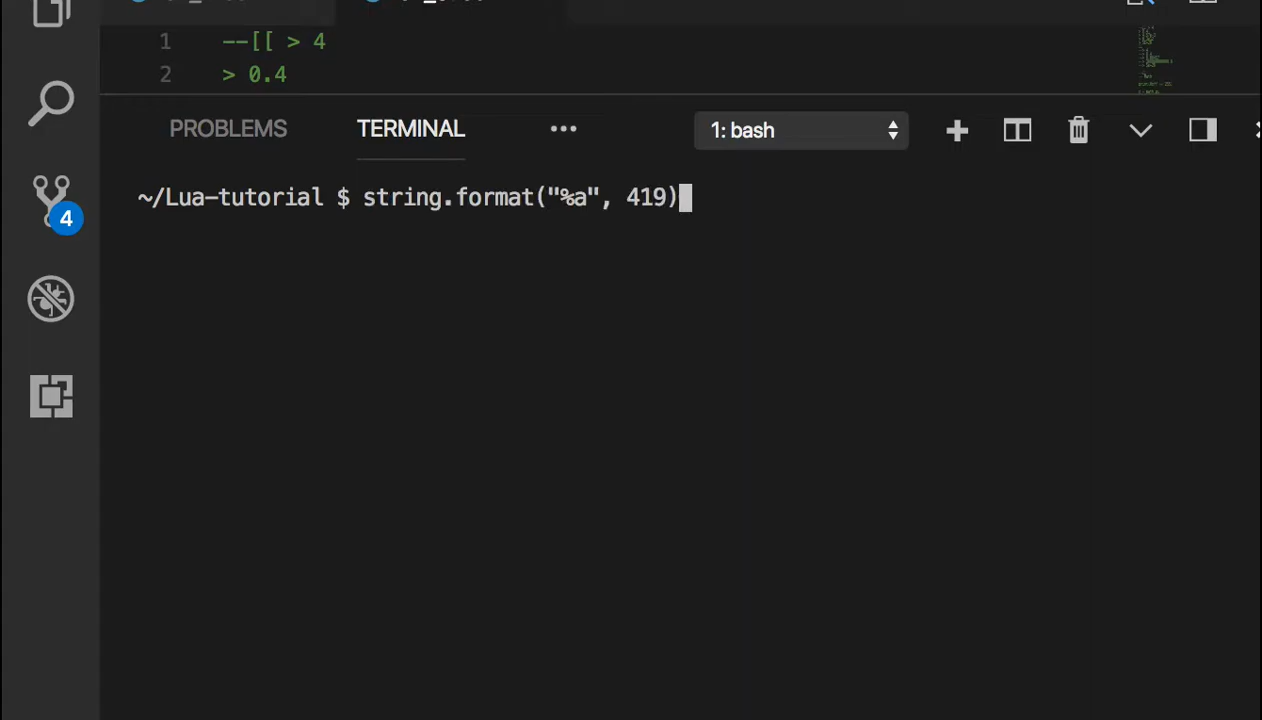 1 --[[ > 4
2 > 0.4
PROBLEMS TERMINAL ••• 1: bash
4
~/Lua-tutorial $ string.format("%a", 419)